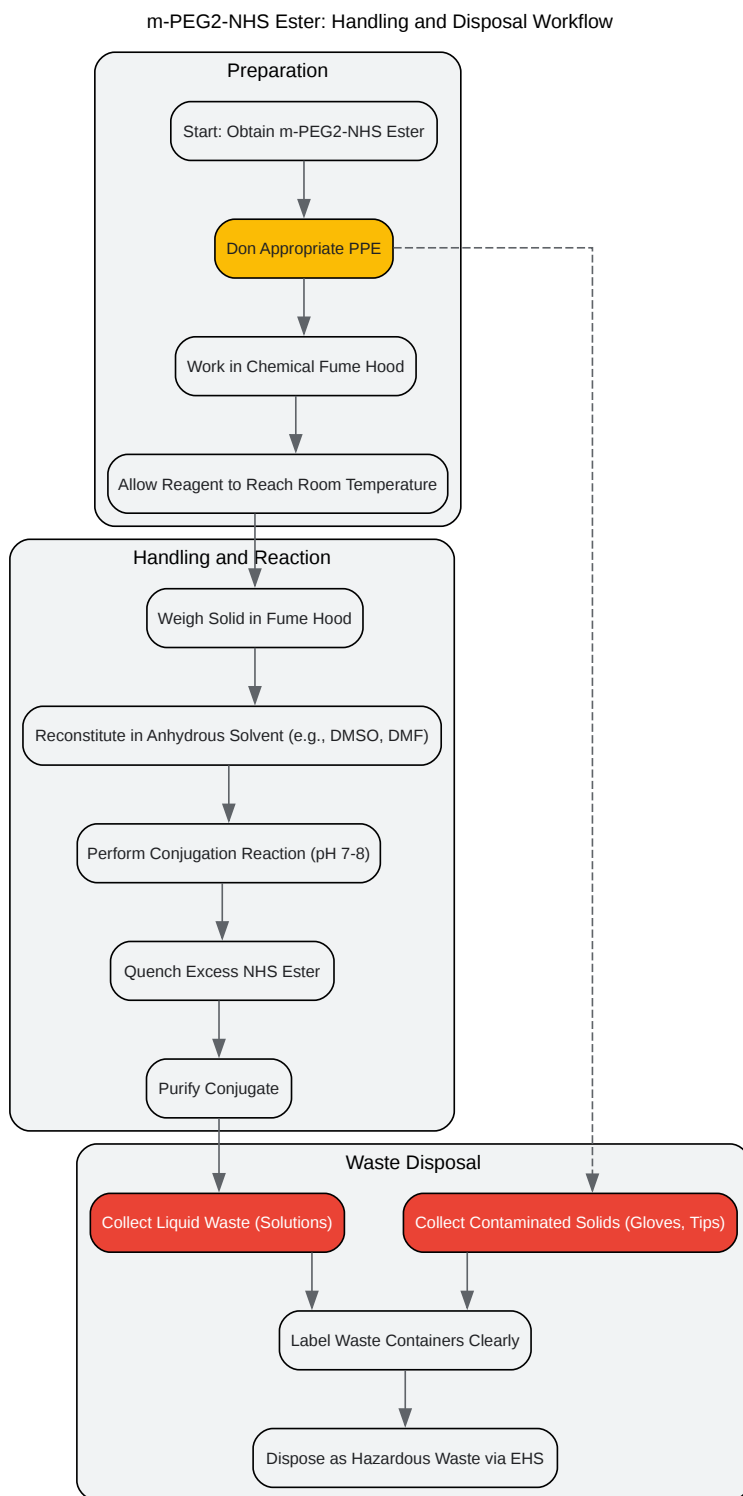 m-PEG2-NHS Ester: Handling and Disposal Workflow
Preparation
Start: Obtain m-PEG2-NHS Ester
Don Appropriate PPE
Work in Chemical Fume Hood
Allow Reagent to Reach Room Temperature
Handling and Reaction
Weigh Solid in Fume Hood
Reconstitute in Anhydrous Solvent (e.g., DMSO, DMF)
Perform Conjugation Reaction (pH 7-8)
Quench Excess NHS Ester
Purify Conjugate
Waste Disposal
Collect Liquid Waste (Solutions)
Collect Contaminated Solids (Gloves, Tips)
Label Waste Containers Clearly
Dispose as Hazardous Waste via EHS